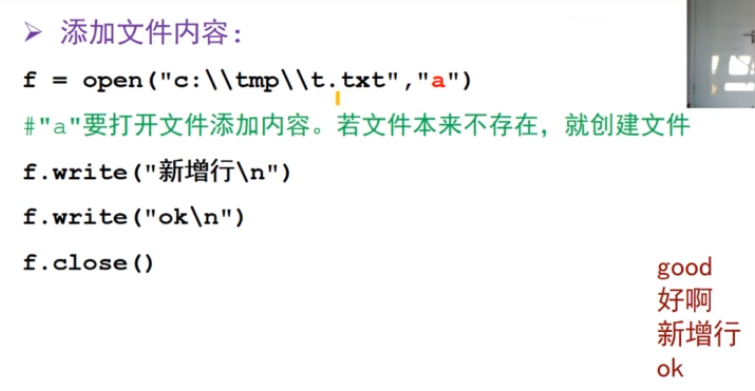 ➢ 添加文件内容:
f = open("c:\\tmp\\t.txt","a")
#"a"要打开文件添加内容。若文件本来不存在，就创建文件
f.write("新增行\n")
f.write("ok\n")
f.close()
good
好啊
新增行
ok